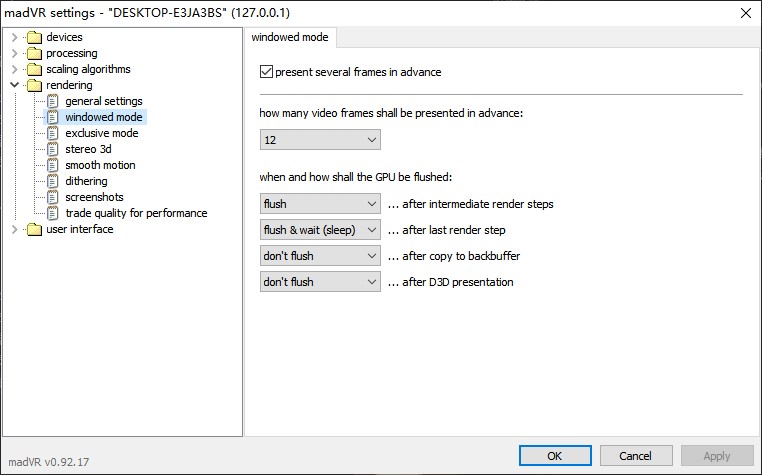 madVR settings - "DESKTOP-E3JA3BS" (127.0.0.1)
devices
processing
scaling algorithms
rendering
general settings
windowed mode
exclusive mode
stereo 3d
smooth motion
dithering
screenshots
trade quality for performance
user interface
windowed mode
present several frames in advance
how many video frames shall be presented in advance:
12
when and how shall the GPU be flushed:
flush ... after intermediate render steps
flush & wait (sleep) ... after last render step
don't flush ... after copy to backbuffer
don't flush ... after D3D presentation
madVR v0.92.17
OK Cancel Apply